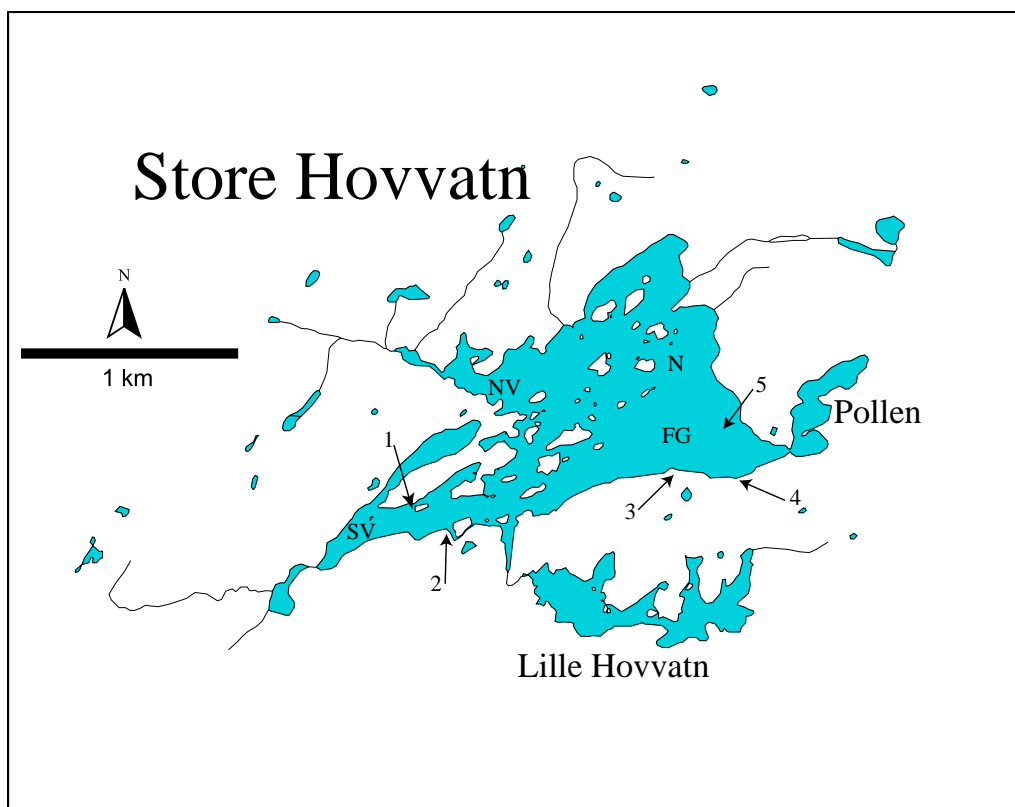 Store Hovvatn
N
1 km
NV
N
5
Pollen
FG
1
3
4
SV
2
Lille Hovvatn